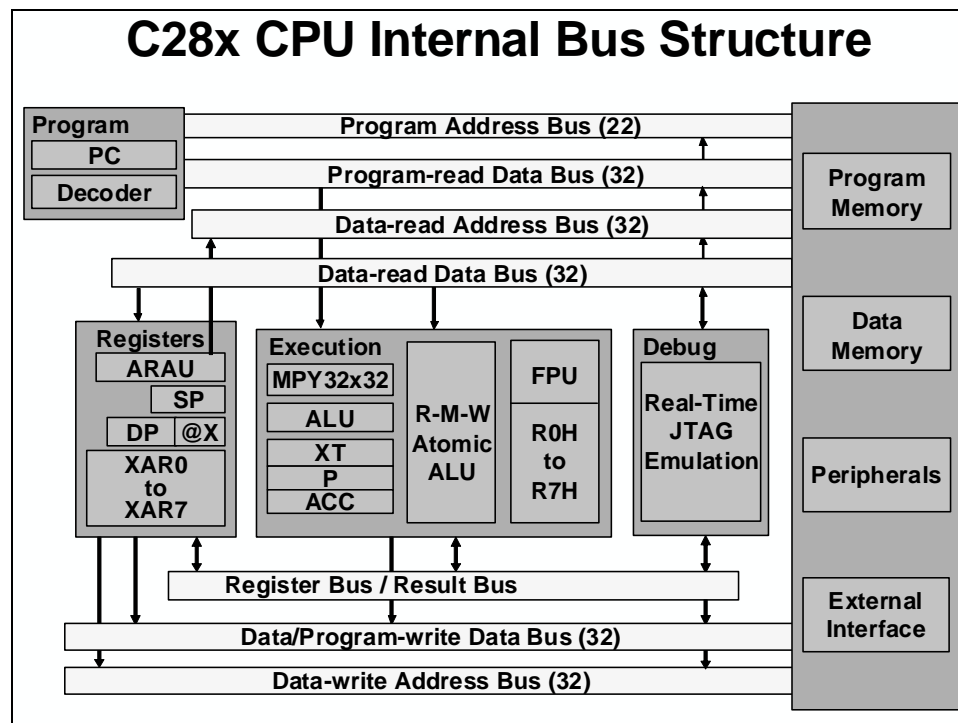 C28x CPU Internal Bus Structure
Program
PC
Decoder
Program Address Bus (22)
Program-read Data Bus (32)
Data-read Address Bus (32)
Data-read Data Bus (32)
Registers
ARAU
SP
DP
@X
XAR0
to
XAR7
Execution
MPY32x32
ALU
XT
P
ACC
R-M-W
Atomic
ALU
FPU
R0H
to
R7H
Debug
Real-Time
JTAG
Emulation
Register Bus / Result Bus
Data/Program-write Data Bus (32)
Data-write Address Bus (32)
Program
Memory
Data
Memory
Peripherals
External
Interface